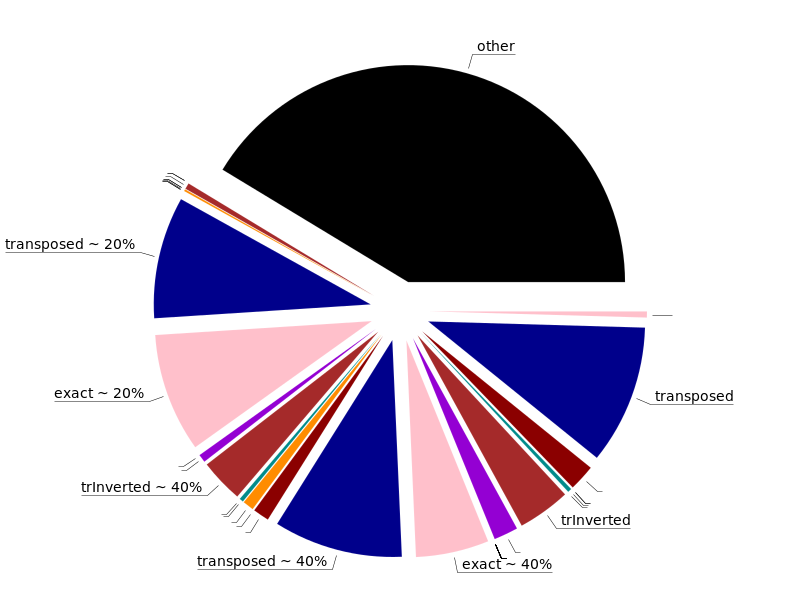 other
transposed ~ 20%
exact ~ 20%
transposed
trInverted ~ 40%
trInverted
transposed ~ 40%
exact ~ 40%